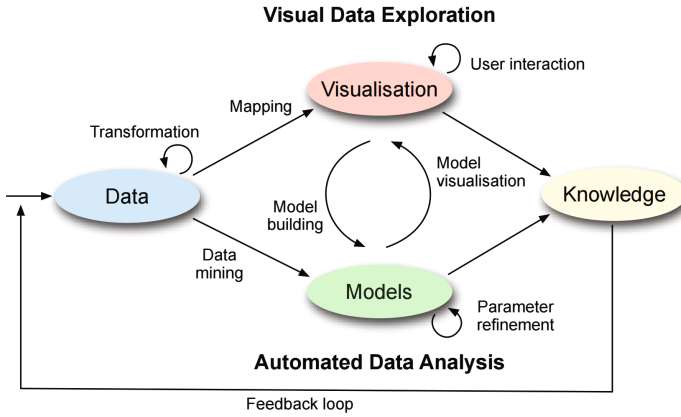 Visual Data Exploration
User interaction
Visualisation
Mapping
Transformation
Model
visualisation
Data
Knowledge
Model
building
Data
mining
Models
Parameter
refinement
Automated Data Analysis
Feedback loop